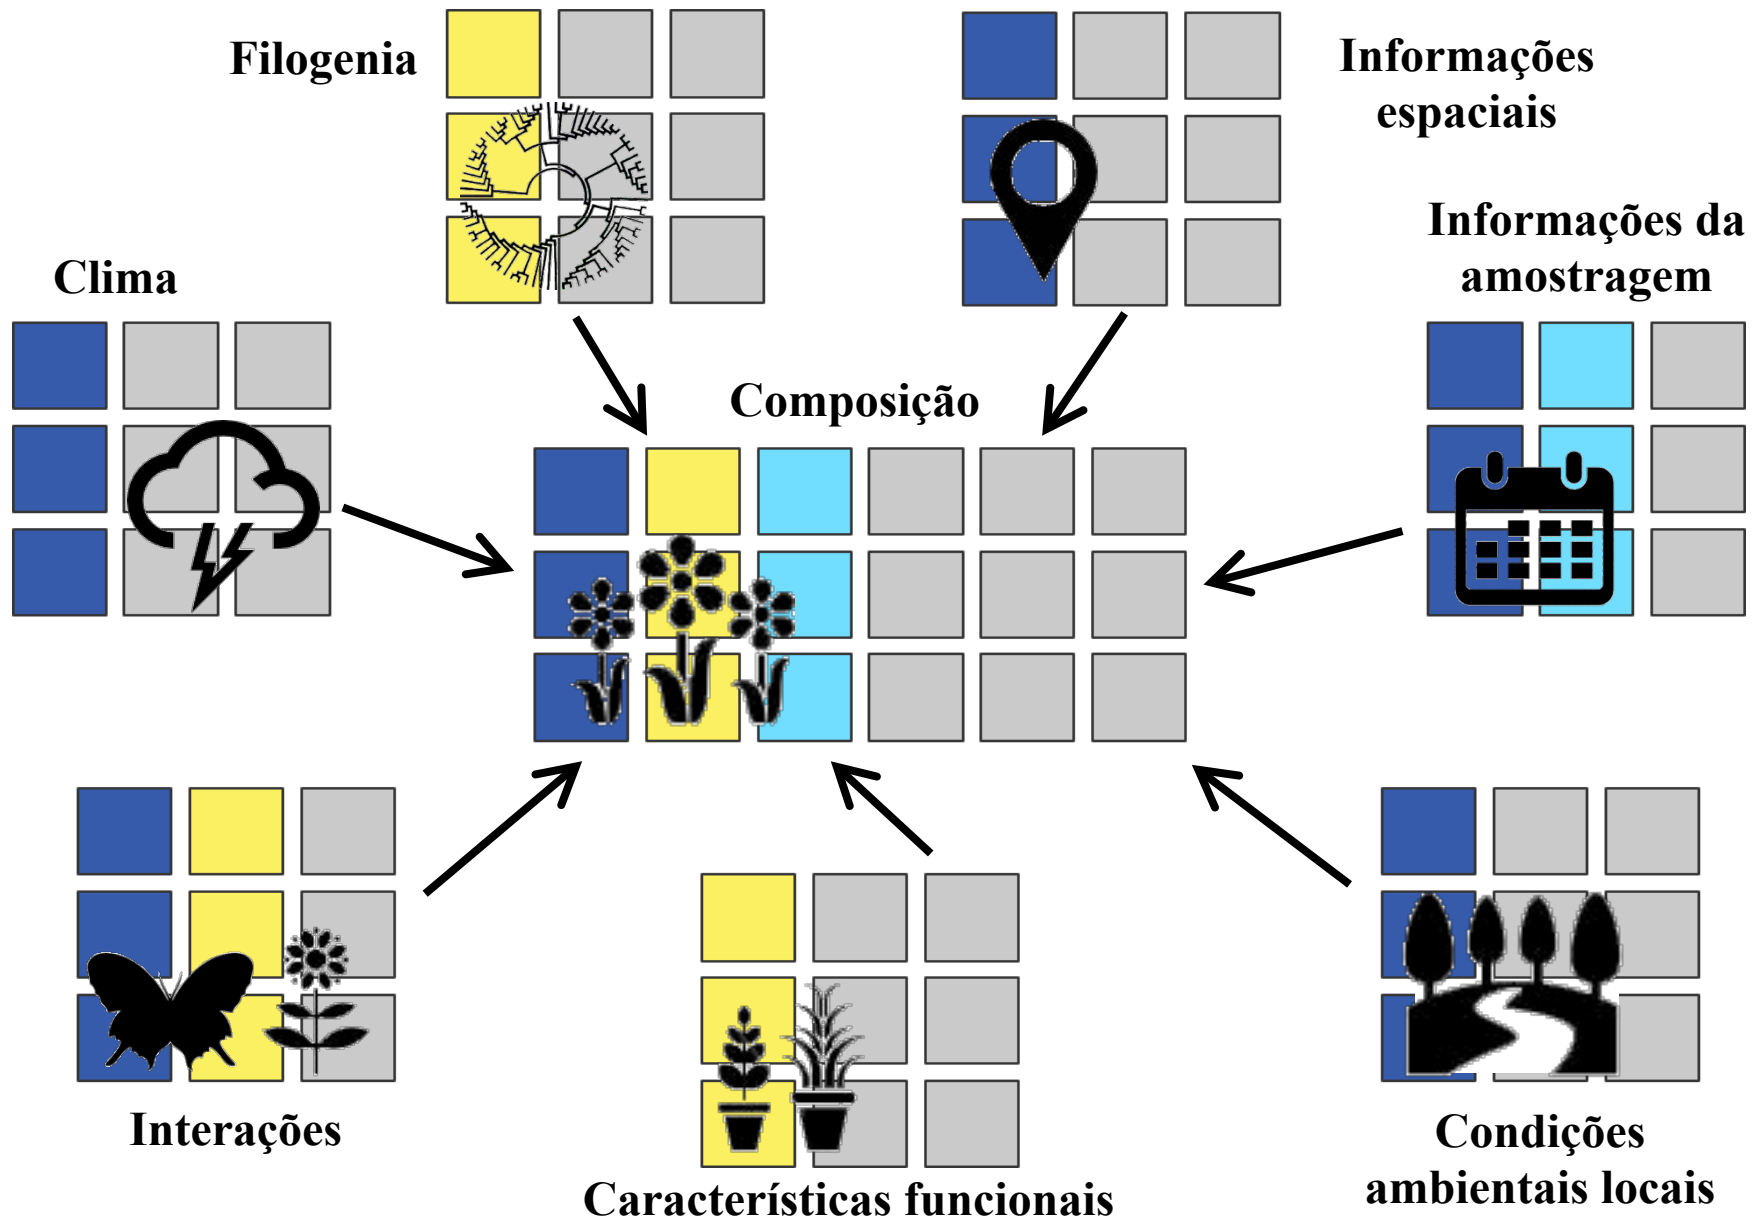 Filogenia
Informações
espaciais
Informações da
amostragem
Clima
Composição
Interações
Características funcionais
Condições
ambientais locais